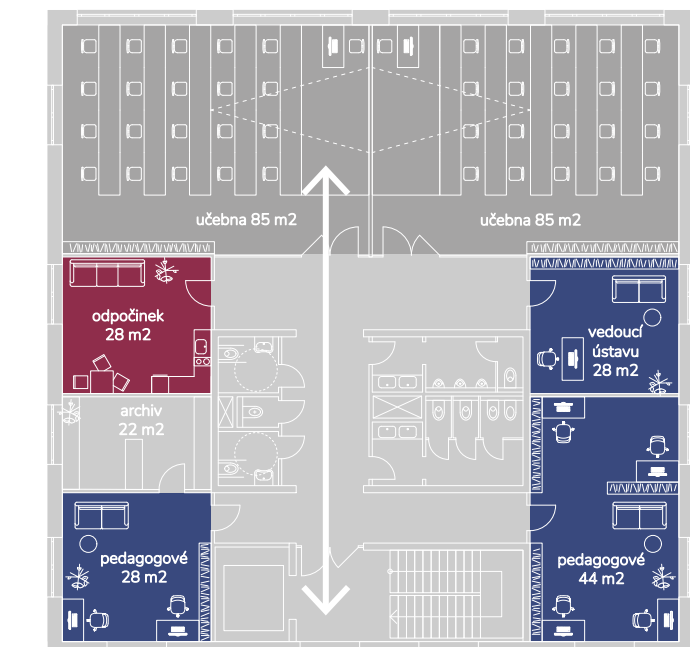 učebna 85 m2
učebna 85 m2
odpočinek
28 m2
vedoucí
ústavu
28 m2
archiv
22 m2
pedagogové
28 m2
pedagogové
44 m2